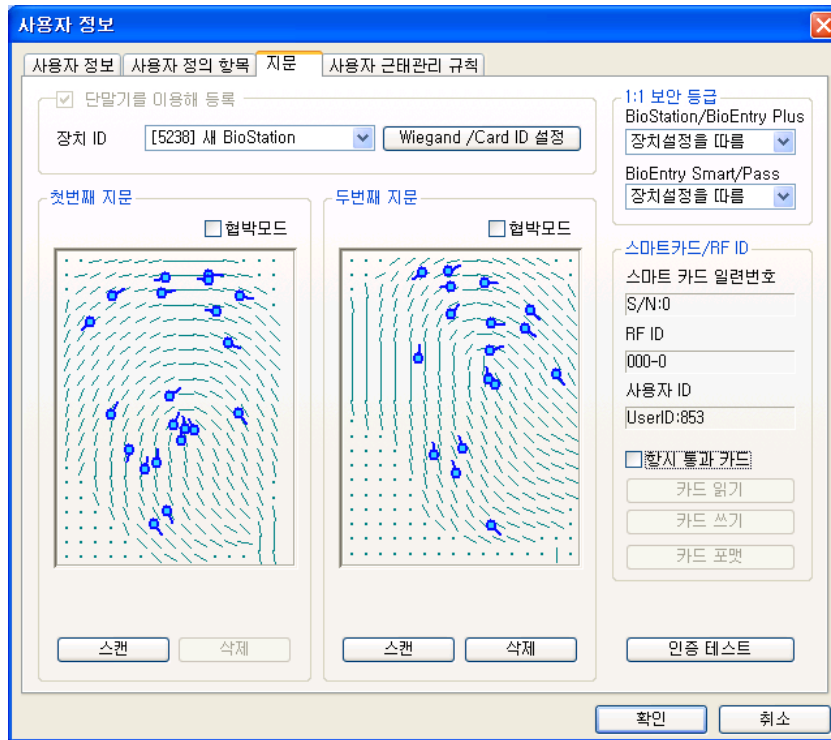 사용자 정보
사용자 정보 사용자 정의 항목 지문 사용자 근태관리 규칙
단말기를 이용해 등록
장치 ID [5238] 새 BioStation Wiegand /Card ID 설정
1:1 보안 등급
BioStation/BioEntry Plus
장치설정을 따름
BioEntry Smart/Pass
장치설정을 따름
첫번째 지문
협박모드
스캔 삭제
두번째 지문
협박모드
스캔 삭제
스마트카드/RF ID
스마트 카드 일련번호
S/N:0
RF ID
000-0
사용자 ID
UserID:853
항시 통과 카드
카드 읽기
카드 쓰기
카드 포맷
인증 테스트
확인 취소